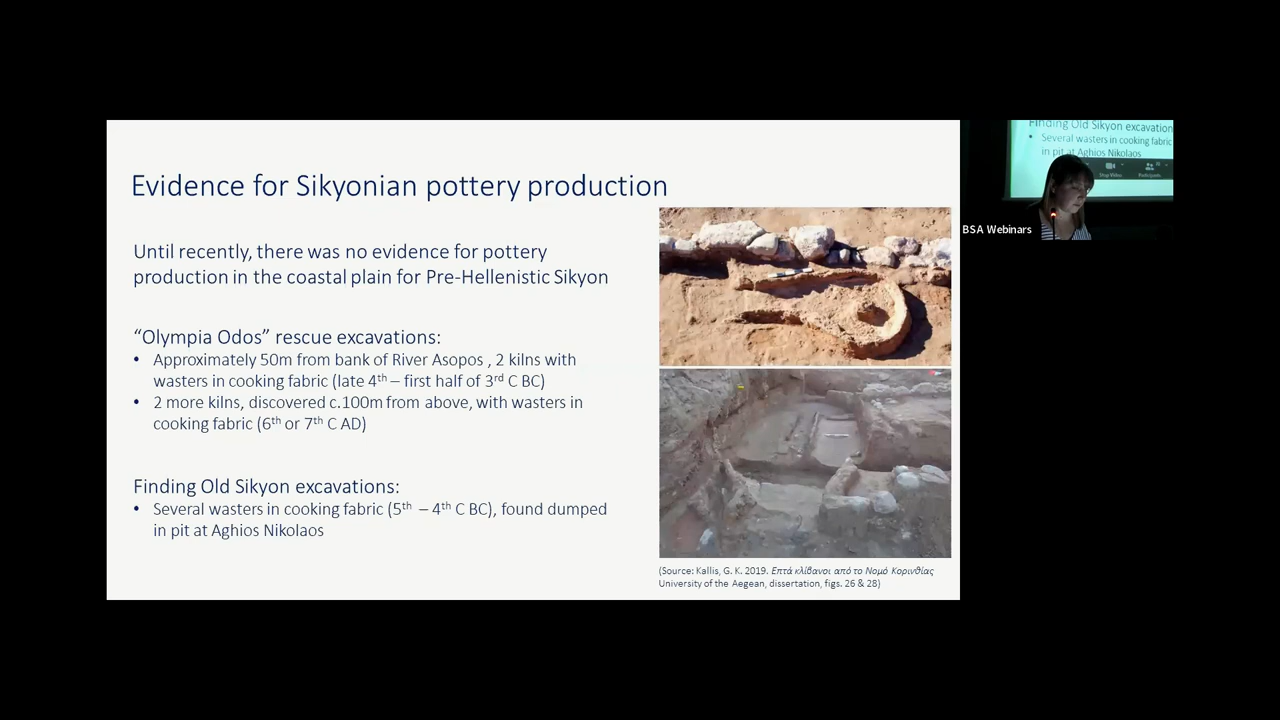 Evidence for Sikyonian pottery production
Until recently, there was no evidence for pottery
production in the coastal plain for Pre-Hellenistic Sikyon
“Olympia Odos” rescue excavations:
• Approximately 50m from bank of River Asopos , 2 kilns with
wasters in cooking fabric (late 4th – first half of 3rd C BC)
• 2 more kilns, discovered c.100m from above, with wasters in
cooking fabric (6th or 7th C AD)
Finding Old Sikyon excavations:
• Several wasters in cooking fabric (5th – 4th C BC), found dumped
in pit at Aghios Nikolaos
(Source: Kallis, G. K. 2019. Επτά κλίβανοι από το Νομό Κορινθίας
University of the Aegean, dissertation, figs. 26 & 28)
Finding Old Sikyon excavation
• Several wasters in cooking fabric
in pit at Aghios Nikolaos
Stop Video
Participants
BSA Webinars